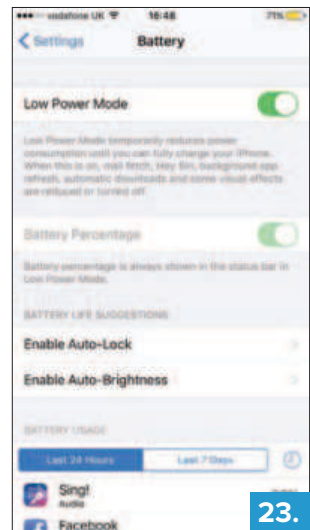 vodafone UK 16:48 71%
Settings Battery
Low Power Mode
Low Power Mode temporarily reduces power
consumption until you can fully charge your iPhone.
When this is on, mail fetch, Hey Siri, background app
refresh, automatic downloads and some visual effects
are reduced or turned off.
Battery Percentage
Battery percentage is always shown in the status bar in
Low Power Mode.
BATTERY LIFE SUGGESTIONS
Enable Auto-Lock
Enable Auto-Brightness
BATTERY USAGE
Last 24 Hours Last 7 Days
Sing!
Audio
Facebook
23.